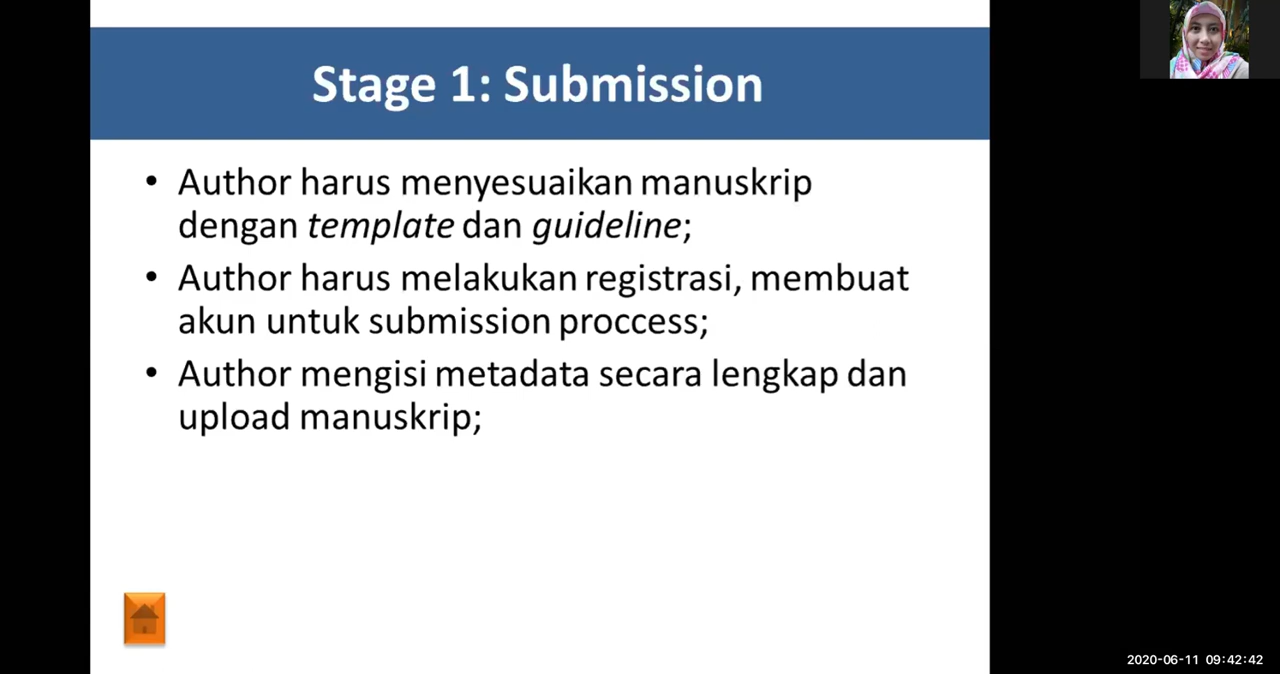 Stage 1: Submission
• Author harus menyesuaikan manuskrip
dengan template dan guideline;
• Author harus melakukan registrasi, membuat
akun untuk submission proccess;
• Author mengisi metadata secara lengkap dan
upload manuskrip;
2020-06-11 09:42:42